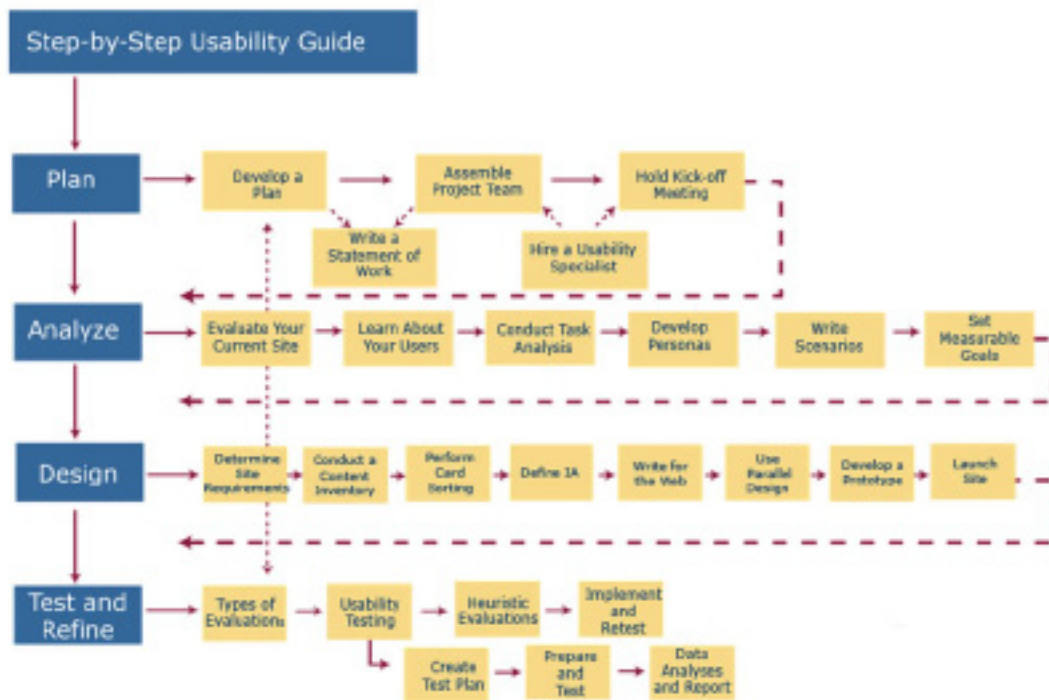 Step-by-Step Usability Guide
Plan
Develop a
Plan
Assemble
Project Team
Hold Kick-off
Meeting
Write a
Statement of
Work
Hire a Usability
Specialist
Analyze
Evaluate Your
Current Site
Learn About
Your Users
Conduct Task
Analysis
Develop
Personas
Write
Scenarios
Set
Measurable
Goals
Design
Determine
Site
Requirements
Conduct a
Content
Inventory
Perform
Card
Sorting
Define IA
Write for
the Web
Use
Parallel
Design
Develop a
Prototype
Launch
Site
Test and
Refine
Types of
Evaluations
Usability
Testing
Heuristic
Evaluations
Implement
and
Retest
Create
Test Plan
Prepare
and
Test
Data
Analyses
and Report